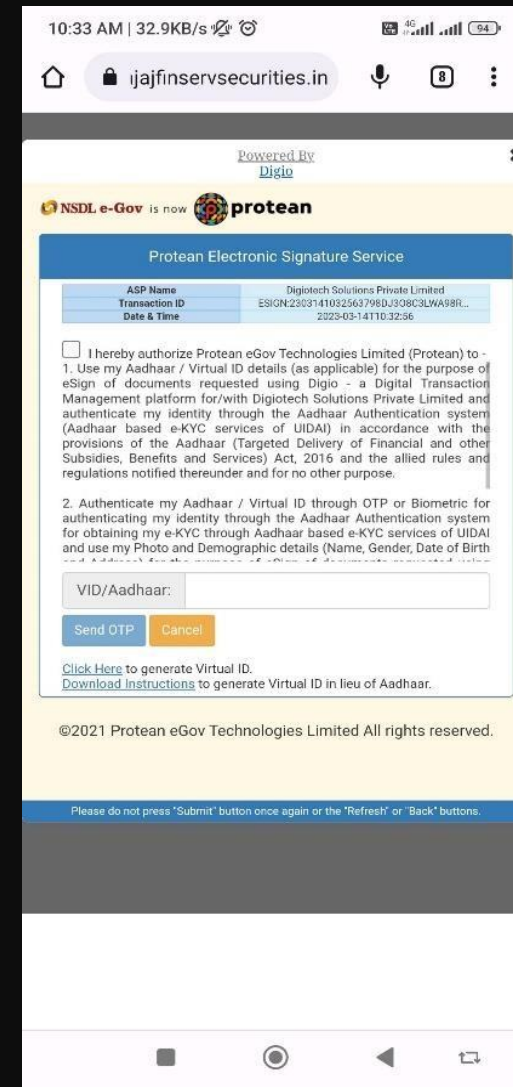 10:33 AM | 32.9KB/s
4G
94
ijajfinservsecurities.in
8
Powered By
Digio
NSDL e-Gov is now protean
Protean Electronic Signature Service
ASP Name Digiotech Solutions Private Limited
Transaction ID
Date & Time 2023-03-14T10:32:56
I hereby authorize Protean eGov Technologies Limited (Protean) to -
1. Use my Aadhaar / Virtual ID details (as applicable) for the purpose of
eSign of documents requested using Digio - a Digital Transaction
Management platform for/with Digiotech Solutions Private Limited and
authenticate my identity through the Aadhaar Authentication system
(Aadhaar based e-KYC services of UIDAI) in accordance with the
provisions of the Aadhaar (Targeted Delivery of Financial and other
Subsidies, Benefits and Services) Act, 2016 and the allied rules and
regulations notified thereunder and for no other purpose.
2. Authenticate my Aadhaar / Virtual ID through OTP or Biometric for
authenticating my identity through the Aadhaar Authentication system
for obtaining my e-KYC through Aadhaar based e-KYC services of UIDAI
and use my Photo and Demographic details (Name, Gender, Date of Birth
VID/Aadhaar:
Send OTP Cancel
Click Here to generate Virtual ID.
Download Instructions to generate Virtual ID in lieu of Aadhaar.
©2021 Protean eGov Technologies Limited All rights reserved.
Please do not press "Submit" button once again or the "Refresh" or "Back" buttons.